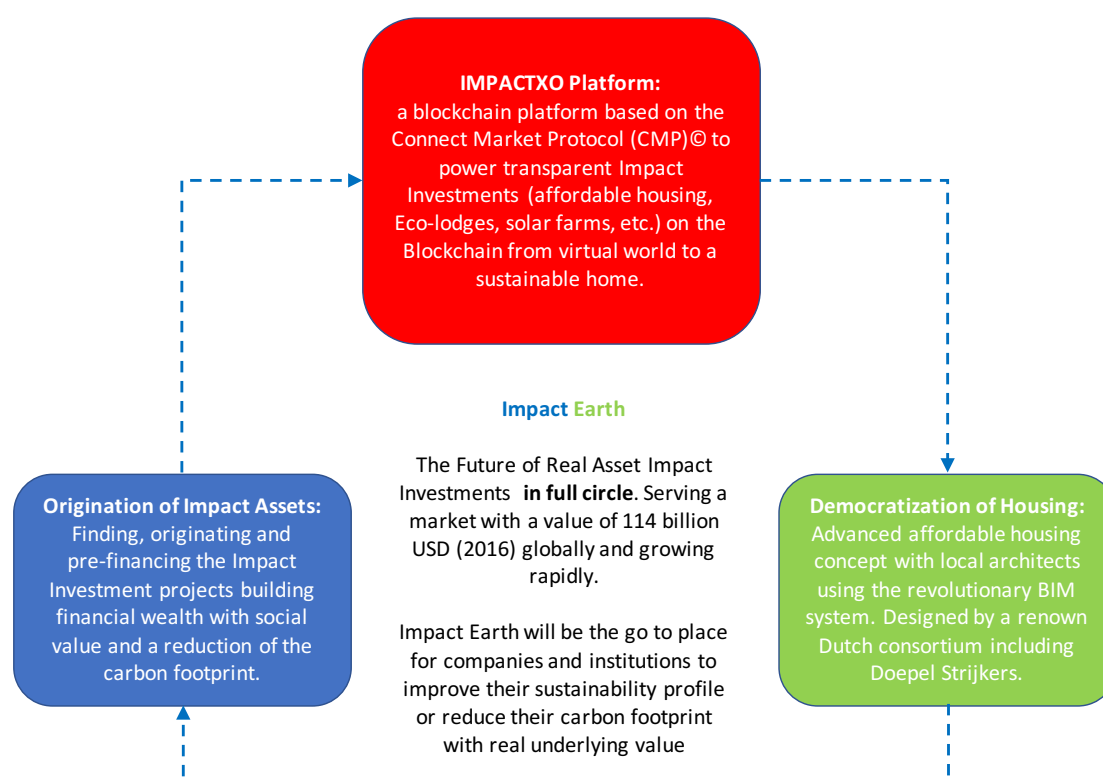 IMPACTXO Platform:
a blockchain platform based on the
Connect Market Protocol (CMP)© to
power transparent Impact
Investments (affordable housing,
Eco-lodges, solar farms, etc.) on the
Blockchain from virtual world to a
sustainable home.
Impact Earth
The Future of Real Asset Impact
Investments in full circle. Serving a
market with a value of 114 billion
USD (2016) globally and growing
rapidly.
Impact Earth will be the go to place
for companies and institutions to
improve their sustainability profile
or reduce their carbon footprint
with real underlying value
Origination of Impact Assets:
Finding, originating and
pre-financing the Impact
Investment projects building
financial wealth with social
value and a reduction of the
carbon footprint.
Democratization of Housing:
Advanced affordable housing
concept with local architects
using the revolutionary BIM
system. Designed by a renown
Dutch consortium including
Doepel Strijkers.